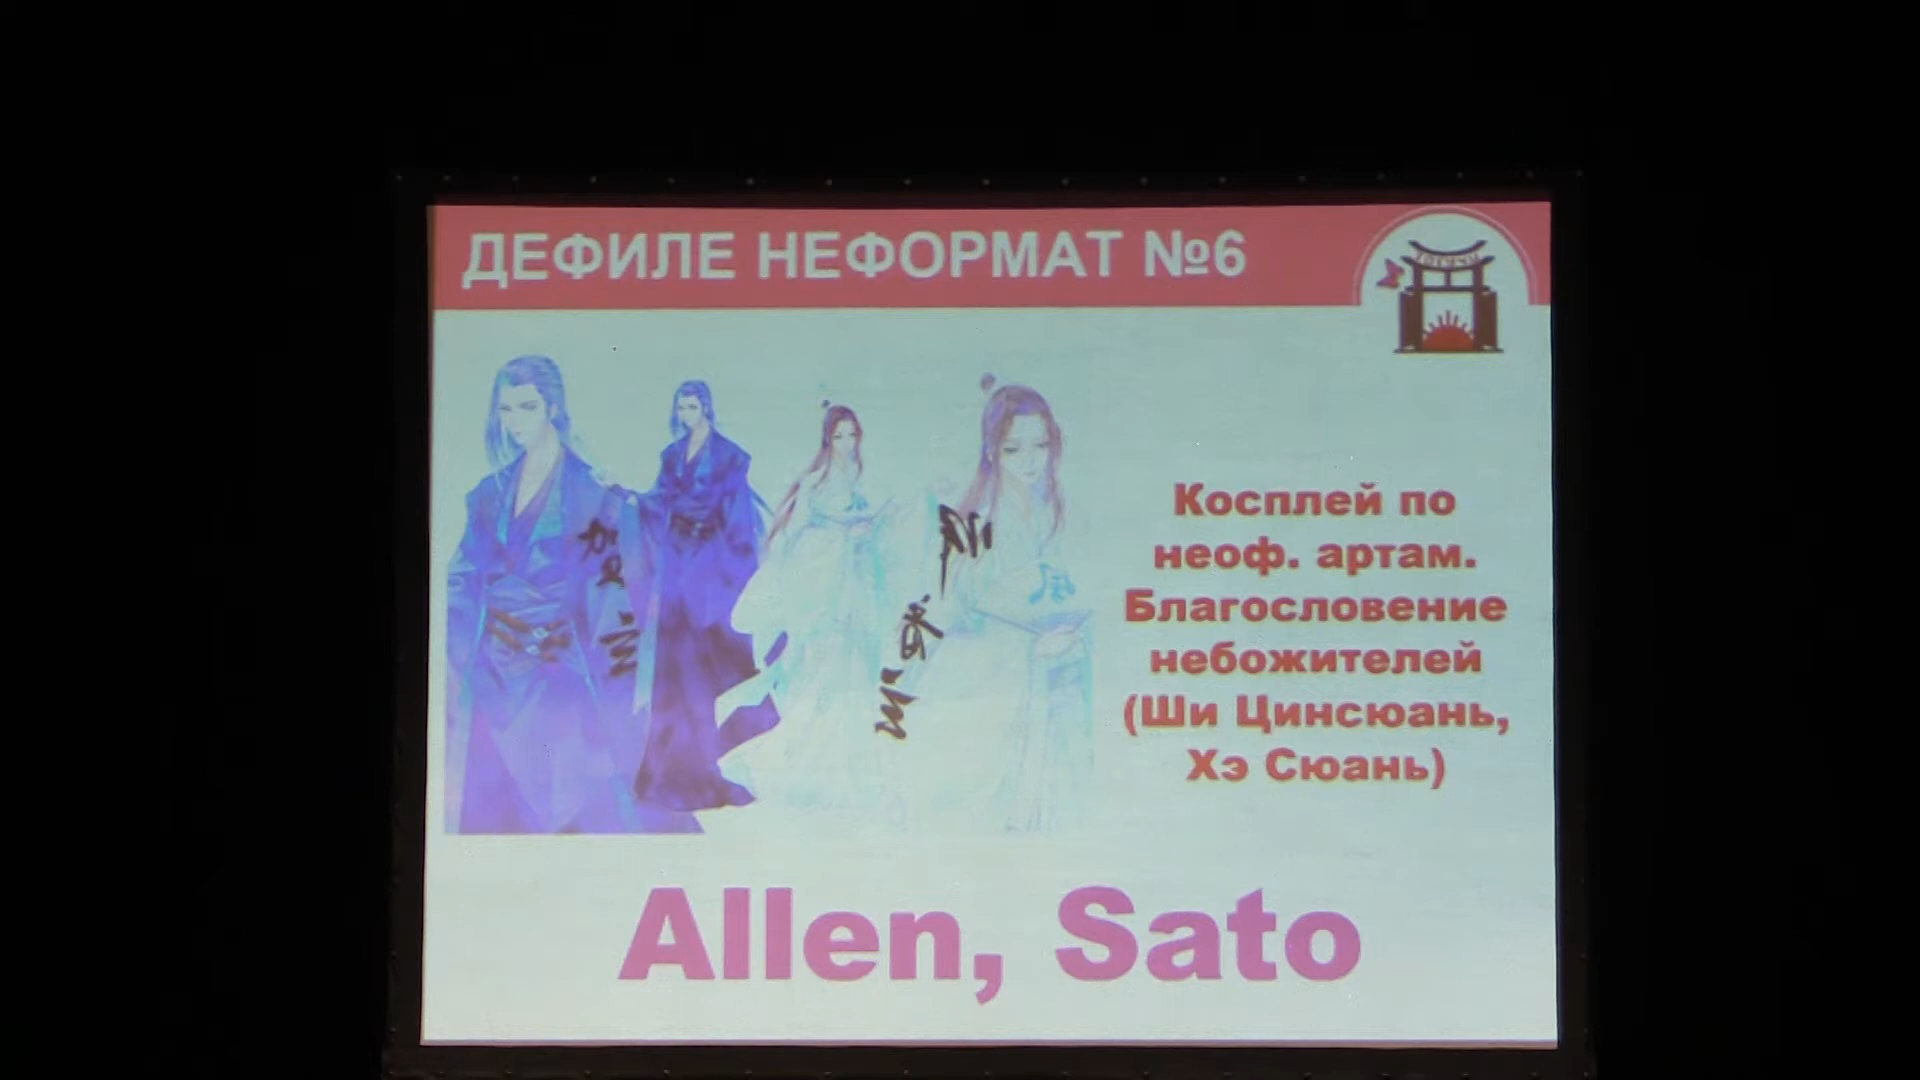 ДЕФИЛЕ НЕФОРМАТ №6
Косплей по
неоф. артам.
Благословение
небожителей
(Ши Цинсюань,
Хэ Сюань)
Allen, Sato